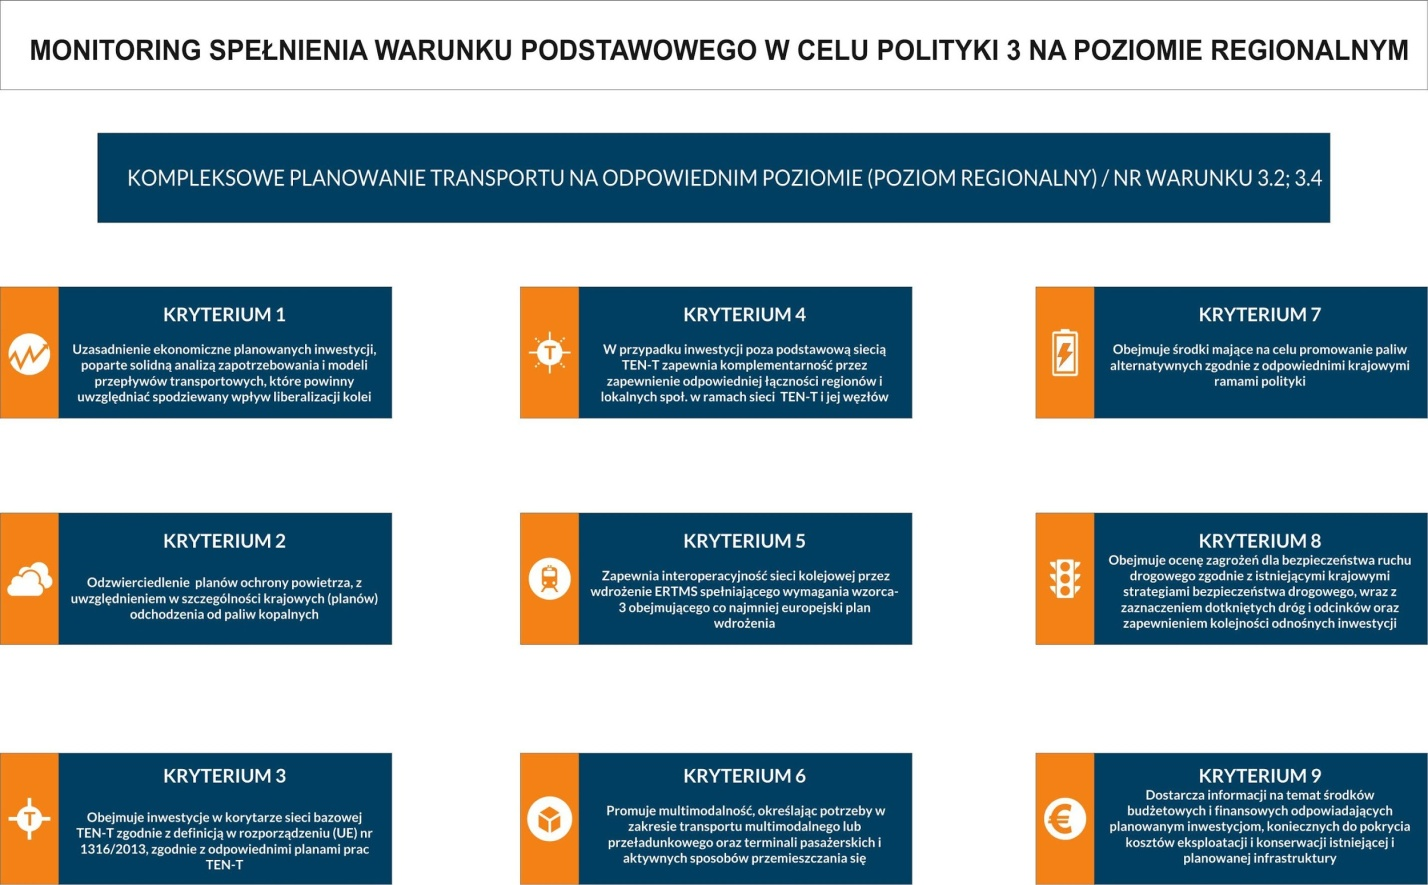 MONITORING SPEŁNIENIA WARUNKU PODSTAWOWEGO W CELU POLITYKI 3 NA POZIOMIE REGIONALNYM
KOMPLEKSOWE PLANOWANIE TRANSPORTU NA ODPOWIEDNIM POZIOMIE (POZIOM REGIONALNY) / NR WARUNKU 3.2; 3.4
KRYTERIUM 1
Uzasadnienie ekonomiczne planowanych inwestycji,
poparte solidną analizą zapotrzebowania i modeli
przepływów transportowych, które powinny
uwzględniać spodziewany wpływ liberalizacji kolei
KRYTERIUM 4
W przypadku inwestycji poza podstawową siecią
TEN-T zapewnia komplementarność przez
zapewnienie odpowiedniej łączności regionów i
lokalnych społ. w ramach sieci TEN-T i jej węzłów
T
KRYTERIUM 7
Obejmuje środki mające na celu promowanie paliw
alternatywnych zgodnie z odpowiednimi krajowymi
ramami polityki
KRYTERIUM 2
Odzwierciedlenie planów ochrony powietrza, z
uwzględnieniem w szczególności krajowych (planów)
odchodzenia od paliw kopalnych
KRYTERIUM 5
Zapewnia interoperacyjność sieci kolejowej przez
wdrożenie ERTMS spełniającego wymagania wzorca-
3 obejmującego co najmniej europejski plan
wdrożenia
KRYTERIUM 8
Obejmuje ocenę zagrożeń dla bezpieczeństwa ruchu
drogowego zgodnie z istniejącymi krajowymi
strategiami bezpieczeństwa drogowego, wraz z
zaznaczeniem dotkniętych dróg i odcinków oraz
zapewnieniem kolejności odnośnych inwestycji
KRYTERIUM 3
Obejmuje inwestycje w korytarze sieci bazowej
TEN-T zgodnie z definicją w rozporządzeniu (UE) nr
1316/2013, zgodnie z odpowiednimi planami prac
TEN-T
T
KRYTERIUM 6
Promuje multimodalność, określając potrzeby w
zakresie transportu multimodalnego lub
przeładunkowego oraz terminali pasażerskich i
aktywnych sposobów przemieszczania się
KRYTERIUM 9
Dostarcza informacji na temat środków
budżetowych i finansowych odpowiadających
planowanym inwestycjom, koniecznych do pokrycia
kosztów eksploatacji i konserwacji istniejącej i
planowanej infrastruktury
€